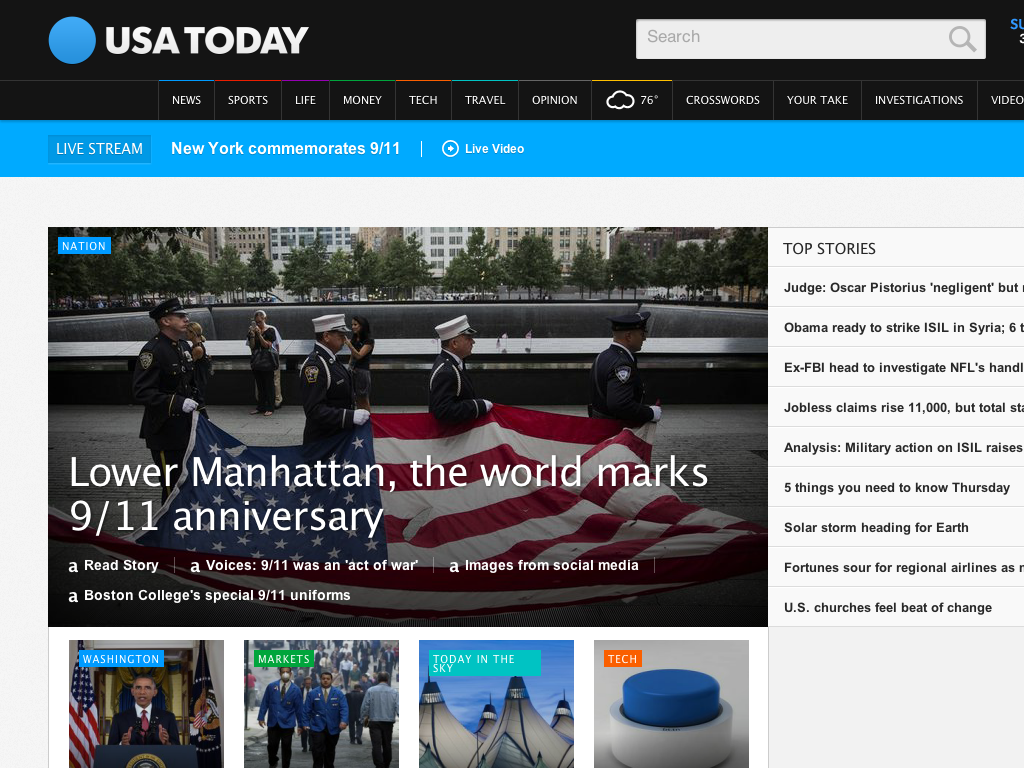 USA TODAY
Search
SU
3
NEWS
SPORTS
LIFE
MONEY
TECH
TRAVEL
OPINION
76°
CROSSWORDS
YOUR TAKE
INVESTIGATIONS
VIDEO
LIVE STREAM
New York commemorates 9/11
Live Video
NATION
Lower Manhattan, the world marks
9/11 anniversary
a Read Story
a Voices: 9/11 was an 'act of war'
a Images from social media
a Boston College's special 9/11 uniforms
TOP STORIES
Judge: Oscar Pistorius 'negligent' but
Obama ready to strike ISIL in Syria; 6
Ex-FBI head to investigate NFL's handl
Jobless claims rise 11,000, but total sta
Analysis: Military action on ISIL raises
5 things you need to know Thursday
Solar storm heading for Earth
Fortunes sour for regional airlines as
U.S. churches feel beat of change
WASHINGTON
MARKETS
TODAY IN THE
SKY
TECH